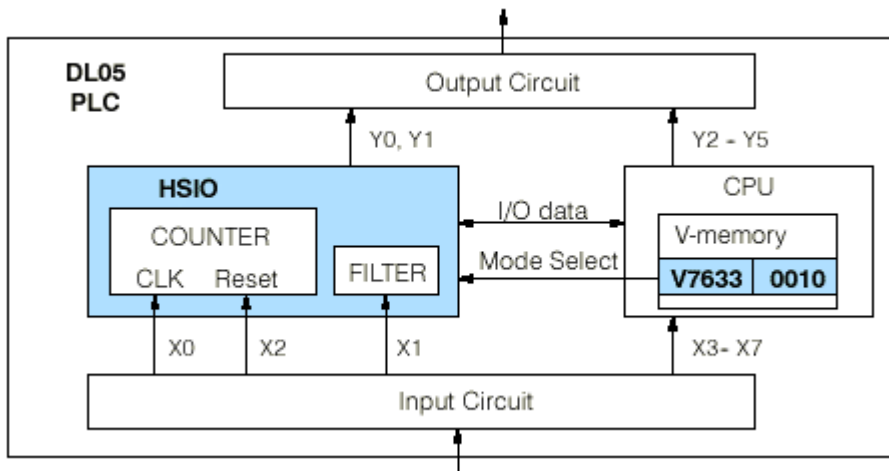 DL05
PLC
Output Circuit
Y0, Y1
Y2 - Y5
HSIO
CPU
I/O data
COUNTER
V-memory
CLK Reset
FILTER
Mode Select
V7633 0010
X0
X2
X1
X3- X7
Input Circuit